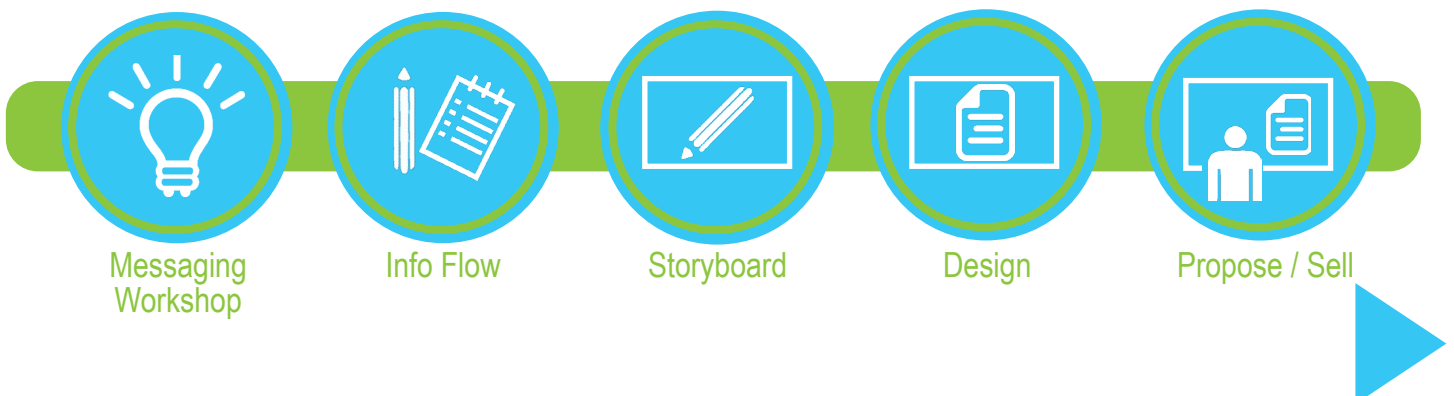 Messaging
Workshop
Info Flow
Storyboard
Design
Propose / Sell